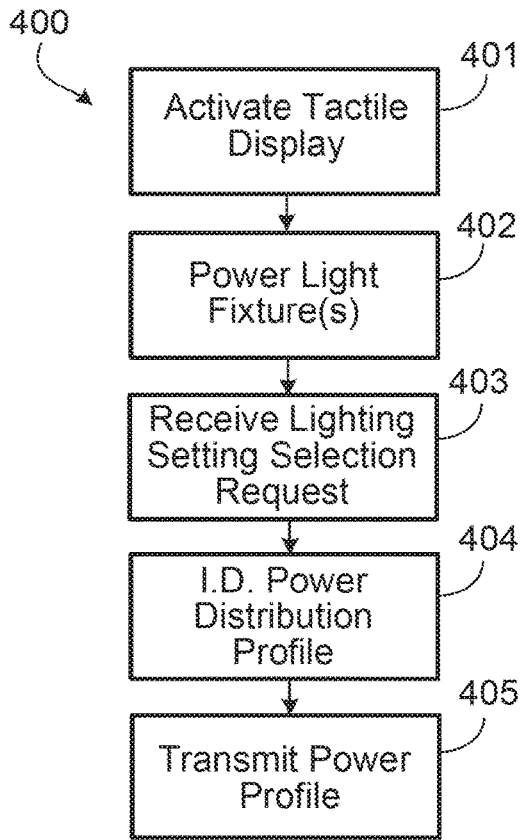 400
401
Activate Tactile
Display
402
Power Light
Fixture(s)
403
Receive Lighting
Setting Selection
Request
404
I.D. Power
Distribution
Profile
405
Transmit Power
Profile